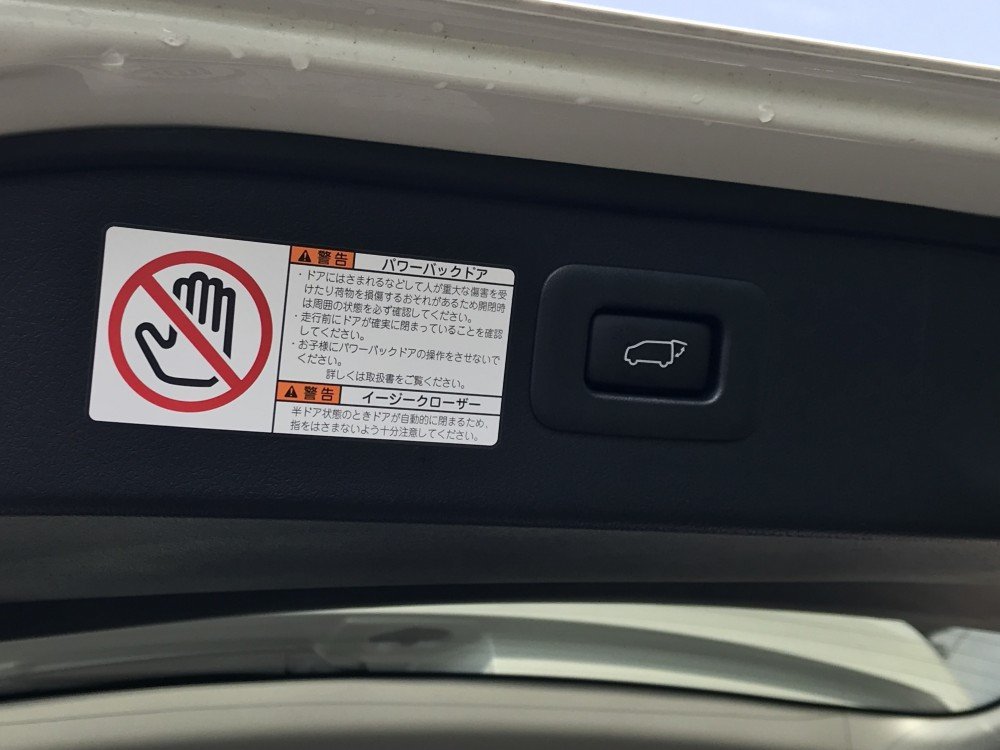 警告 パワーバックドア
・ドアにはさまれるなどして人が重大な傷害を受
けたり荷物を損傷するおそれがあるため開閉時
は周囲の状態を必ず確認してください。
・走行前にドアが確実に閉まっていることを確認
してください。
・お子様にパワーバックドアの操作をさせないで
ください。
詳しくは取扱書をご覧ください。
警告 イージークローザー
半ドア状態のときドアが自動的に閉まるため、
指をはさまないよう十分注意してください。